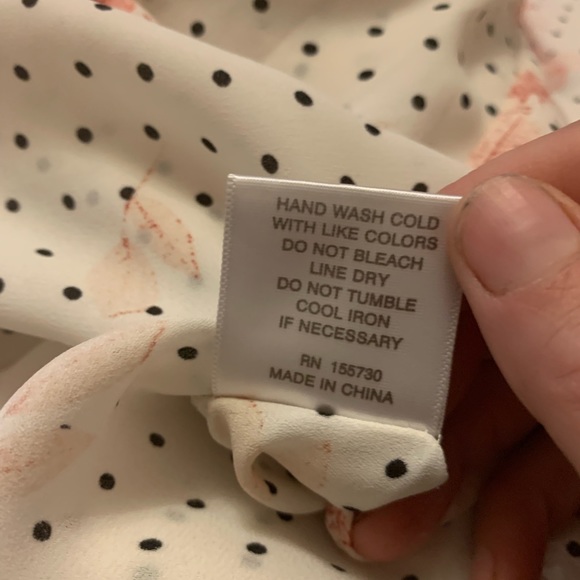 HAND WASH COLD
WITH LIKE COLORS
DO NOT BLEACH
LINE DRY
DO NOT TUMBLE
COOL IRON
IF NECESSARY
RN 155730
MADE IN CHINA